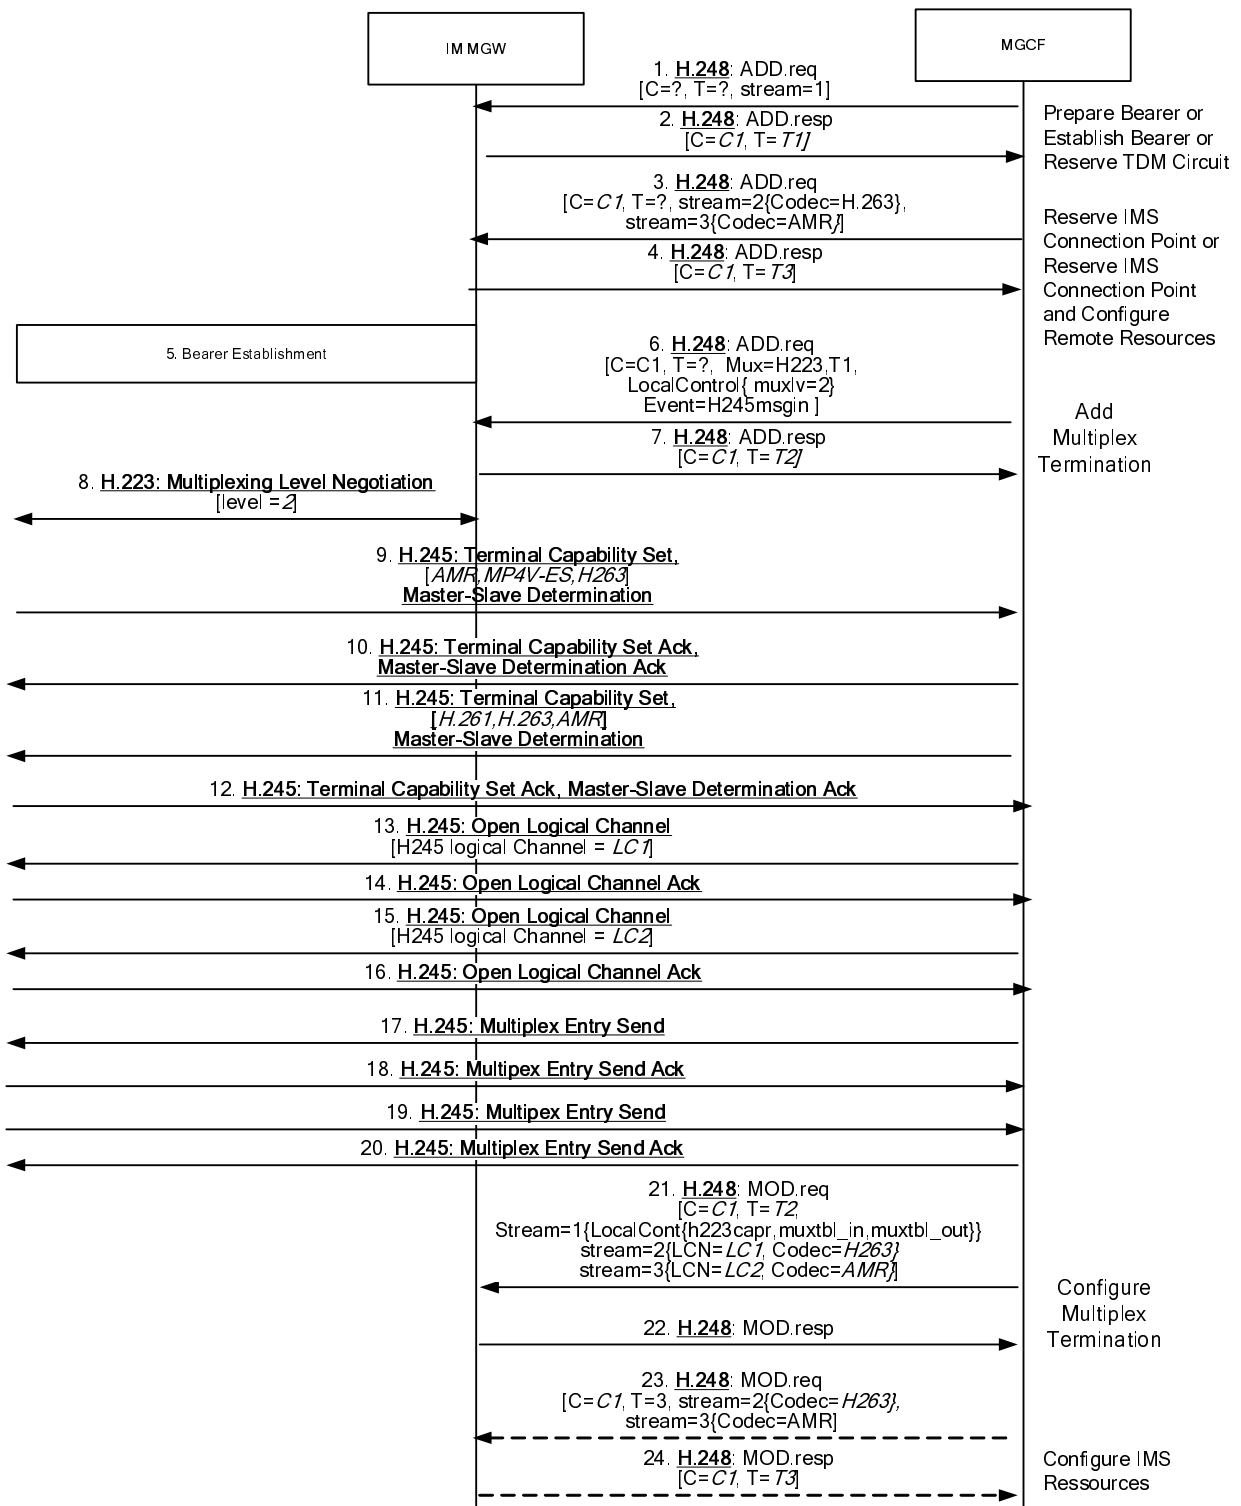 IM MGW
MGCF
1. H.248: ADD.req
[C=?, T=?, stream=1]
2. H.248: ADD.resp
[C=C1, T=T1]
Prepare Bearer or
Establish Bearer or
Reserve TDM Circuit
3. H.248: ADD.req
[C=C1, T=?, stream=2{Codec=H.263},
stream=3{Codec=AMR}]
4. H.248: ADD.resp
[C=C1, T=T3]
Reserve IMS
Connection Point or
Reserve IMS
Connection Point
and Configure
Remote Resources
5. Bearer Establishment
6. H.248: ADD.req
[C=C1, T=?, Mux=H223,T1,
LocalControl{ muxlv=2}
Event=H245msgin ]
7. H.248: ADD.resp
[C=C1, T=T2]
Add
Multiplex
Termination
8. H.223: Multiplexing Level Negotiation
[level =2]
9. H.245: Terminal Capability Set,
[AMR,MP4V-ES,H263]
Master-Slave Determination
10. H.245: Terminal Capability Set Ack,
Master-Slave Determination Ack
11. H.245: Terminal Capability Set,
[H.261,H.263,AMR]
Master-Slave Determination
12. H.245: Terminal Capability Set Ack, Master-Slave Determination Ack
13. H.245: Open Logical Channel
[H245 logical Channel = LC1]
14. H.245: Open Logical Channel Ack
15. H.245: Open Logical Channel
[H245 logical Channel = LC2]
16. H.245: Open Logical Channel Ack
17. H.245: Multiplex Entry Send
18. H.245: Multipex Entry Send Ack
19. H.245: Multipex Entry Send
20. H.245: Multiplex Entry Send Ack
21. H.248: MOD.req
[C=C1, T=T2,
Stream=1{LocalCont{h223capr,muxtbl_in,muxtbl_out}}
stream=2{LCN=LC1, Codec=H263}
stream=3{LCN=LC2, Codec=AMR}]
22. H.248: MOD.resp
Configure
Multiplex
Termination
23. H.248: MOD.req
[C=C1, T=3, stream=2{Codec=H263},
stream=3{Codec=AMR]
24. H.248: MOD.resp
[C=C1, T=T3]
Configure IMS
Ressources